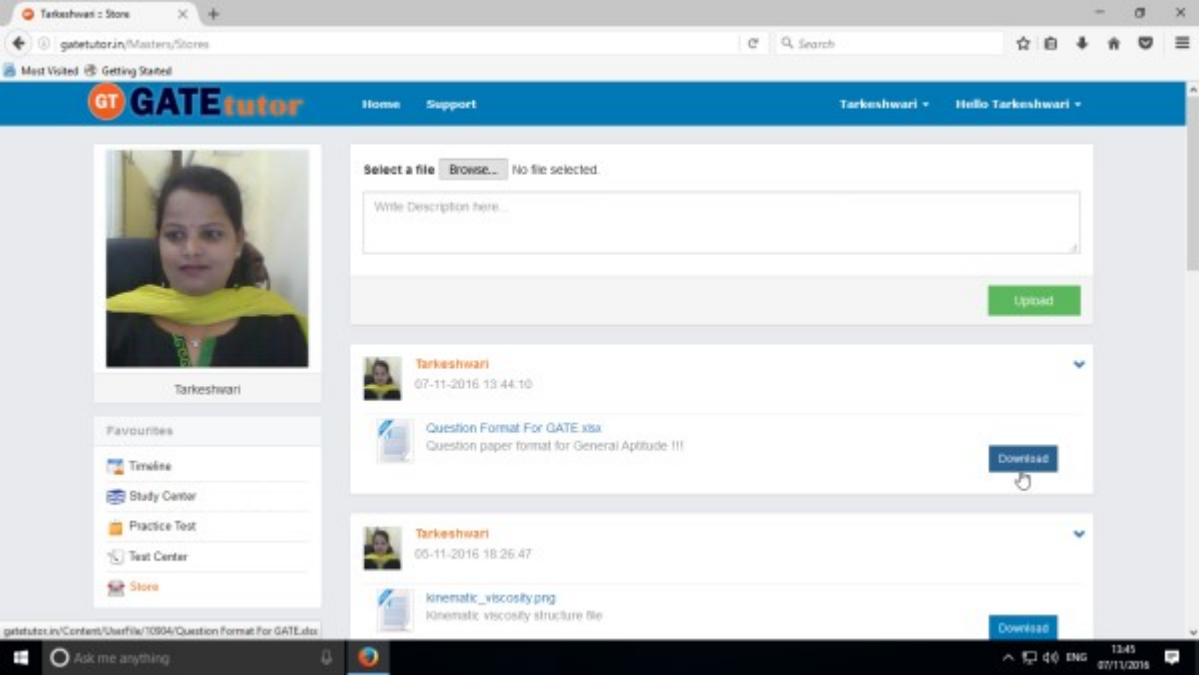 Tarkeshwari :: Store
gatetutor.in/Masters/Stores
Search
Most Visited Getting Started
GT GATEtutor Home Support Tarkeshwari Hello Tarkeshwari
Select a file Browse... No file selected.
Write Description here...
Upload
Tarkeshwari
07-11-2016 13:44:10
Tarkeshwari
Question Format For GATE.xlsx
Question paper format for General Aptitude !!!
Download
Favourites
Timeline
Study Center
Practice Test
Test Center
Store
Tarkeshwari
05-11-2016 18:26:47
kinematic_viscosity.png
Kinematic viscosity structure file
Download
gatetutor.in/Content/UserFile/10904/Question Format For GATE.xlsx
Ask me anything
ENG
13:45
07/11/2016